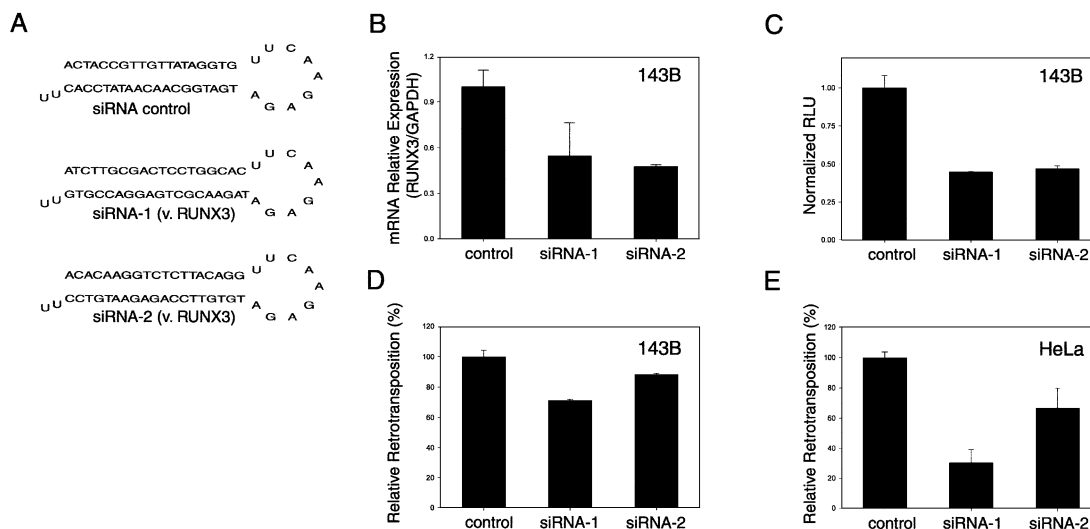 A
U U C A A G A G A
ACTACCGTTGTTATAGGTG
U U CACCTATAACAACGGTAGT
siRNA control
U U C A A G A G A
ATCTTGCGACTCCTGGCAC
U U GTGCCAGGAGTCGCAAGAT
siRNA-1 (v. RUNX3)
U U C A A G A G A
ACACAAGGTCTCTTACAGG
U U CCTGTAAGAGACCTTGTGT
siRNA-2 (v. RUNX3)
B
143B
mRNA Relative Expression
(RUNX3/GAPDH)
1.2
0.9
0.6
0.3
0.0
control siRNA-1 siRNA-2
C
143B
Normalized RLU
1.00
0.75
0.50
0.25
0.00
control siRNA-1 siRNA-2
D
143B
Relative Retrotransposition (%)
120
100
80
60
40
20
0
control siRNA-1 siRNA-2
E
HeLa
Relative Retrotransposition (%)
120
100
80
60
40
20
0
control siRNA-1 siRNA-2